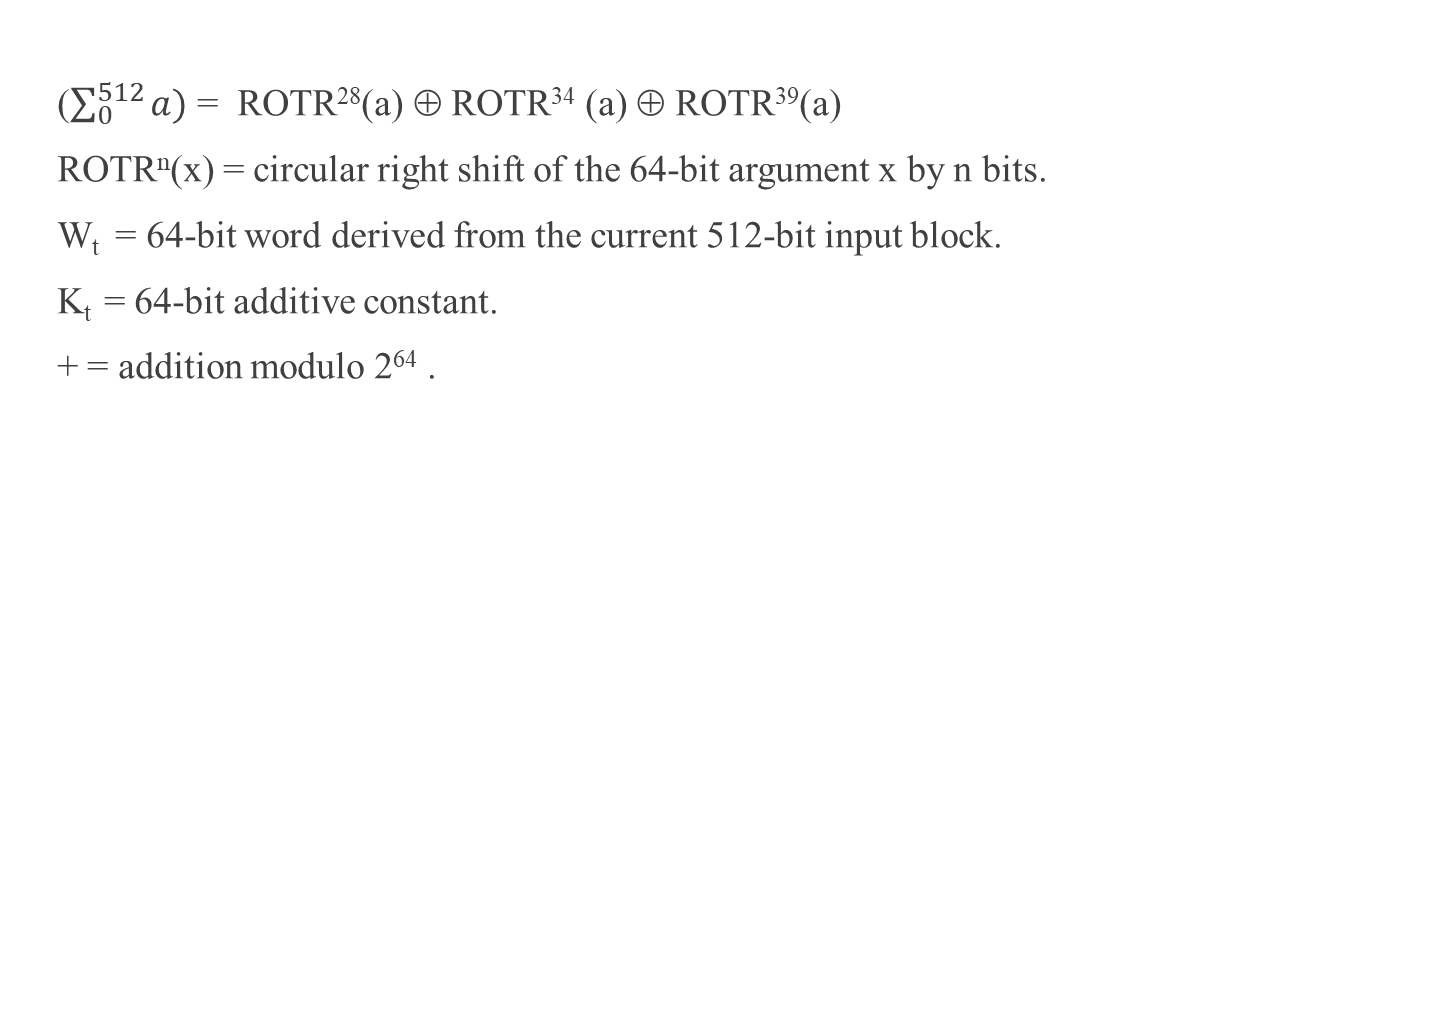 (∑₀⁵¹² a) = ROTR²⁸(a) ⊕ ROTR³⁴ (a) ⊕ ROTR³⁹(a)
ROTRⁿ(x) = circular right shift of the 64-bit argument x by n bits.
Wₜ = 64-bit word derived from the current 512-bit input block.
Kₜ = 64-bit additive constant.
+ = addition modulo 2⁶⁴ .